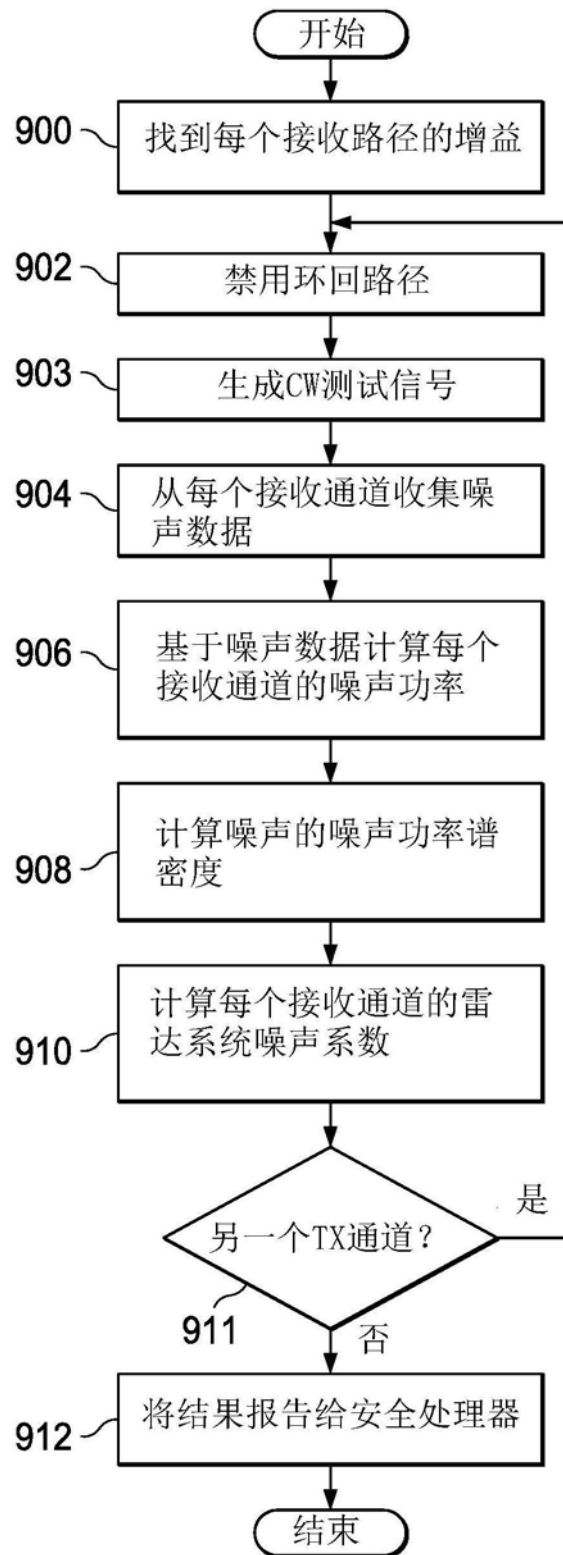 开始
900
找到每个接收路径的增益
902
禁用环回路径
903
生成CW测试信号
904
从每个接收通道收集噪
声数据
906
基于噪声数据计算每个
接收通道的噪声功率
908
计算噪声的噪声功率谱
密度
910
计算每个接收通道的雷
达系统噪声系数
另一个TX通道?
是
911
否
912
将结果报告给安全处理器
结束